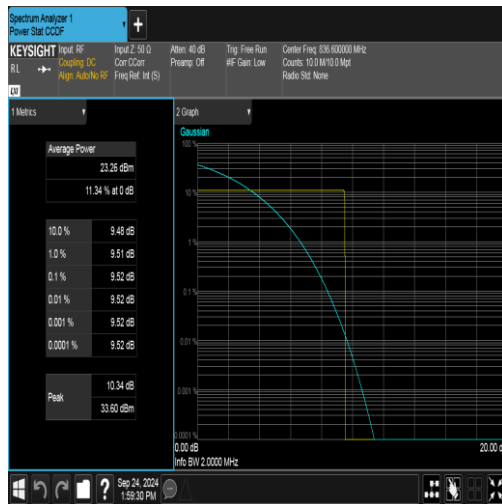 Spectrum Analyzer 1
Power Stat CCDF
KEYSIGHT
RL
LXI
Input: RF
Coupling: DC
Align: Auto/No RF
Input Z: 50 Ω
Corr CCorr
Freq Ref: Int (S)
Atten: 40 dB
Preamp: Off
Trig: Free Run
#IF Gain: Low
Center Freq: 836.600000 MHz
Counts: 10.0 M/10.0 Mpt
Radio Std: None
1 Metrics
Average Power
23.26 dBm
11.34 % at 0 dB
10.0 % 9.48 dB
1.0 % 9.51 dB
0.1 % 9.52 dB
0.01 % 9.52 dB
0.001 % 9.52 dB
0.0001 % 9.52 dB
Peak
10.34 dB
33.60 dBm
2 Graph
Gaussian
100 %
10 %
1 %
0.1 %
0.01 %
0.001 %
0.0001 %
0.00 dB
20.00 d
Info BW 2.0000 MHz
Sep 24, 2024
1:59:30 PM